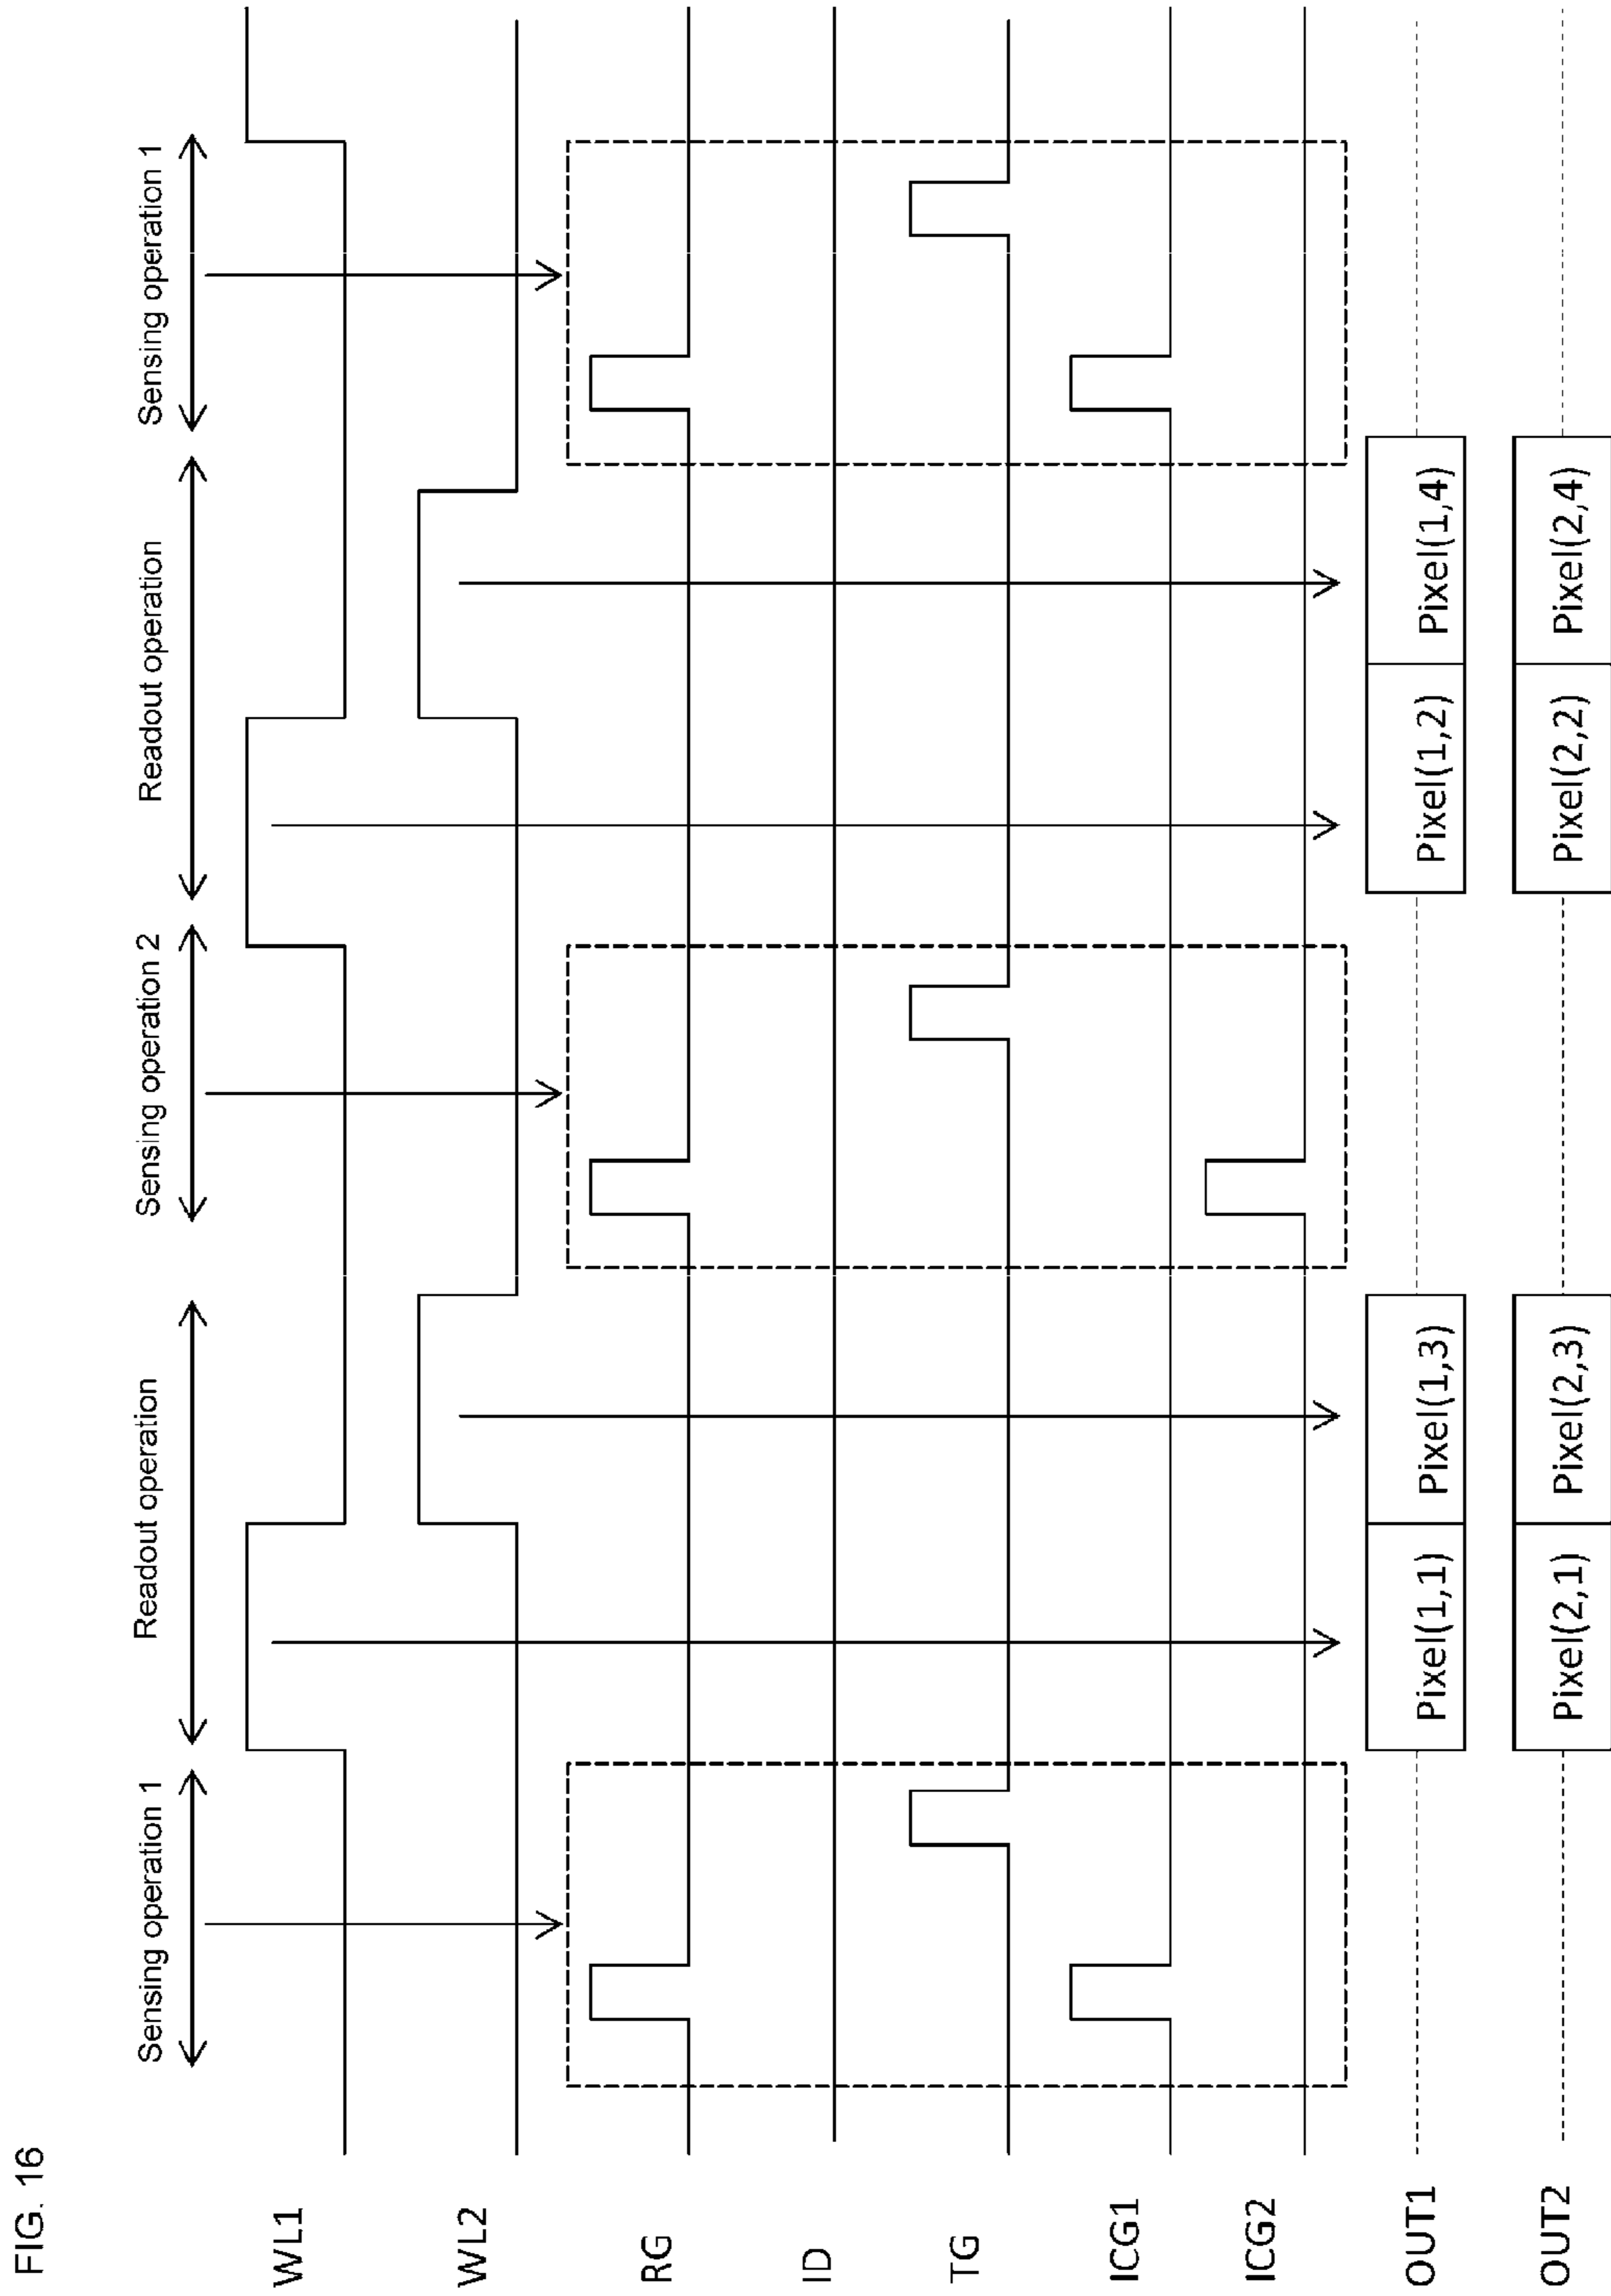 FIG. 16
Sensing operation 1
Readout operation
Sensing operation 2
Readout operation
Sensing operation 1
WL1
WL2
RG
ID
TG
ICG1
ICG2
OUT1
Pixel(1,1)
Pixel(1,3)
Pixel(1,2)
Pixel(1,4)
OUT2
Pixel(2,1)
Pixel(2,3)
Pixel(2,2)
Pixel(2,4)